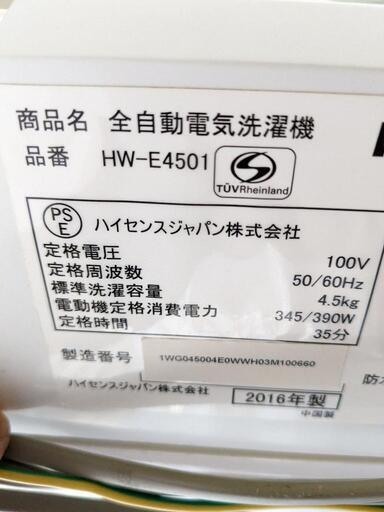 商品名 全自動電気洗濯機
品番 HW-E4501
TÜVRheinland
PS
E
ハイセンスジャパン株式会社
定格電圧 100V
定格周波数 50/60Hz
標準洗濯容量 4.5kg
電動機定格消費電力 345/390W
定格時間 35分
製造番号 1WG045004E0WWH03M100660
防水
ハイセンスジャパン株式会社 2016年製
中国製